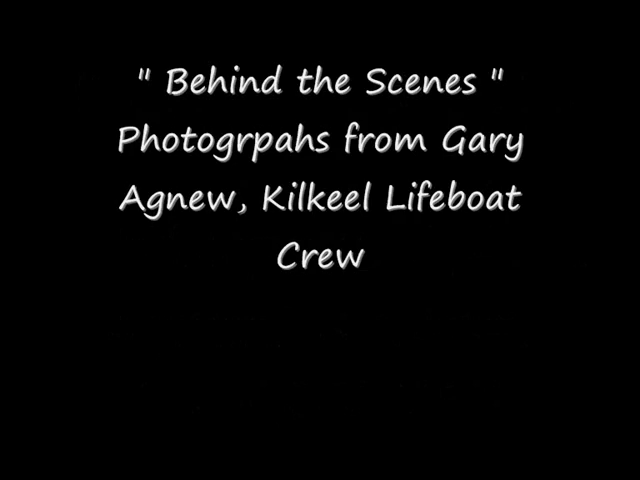 " Behind the Scenes "
Photogrpahs from Gary
Agnew, Kilkeel Lifeboat
Crew